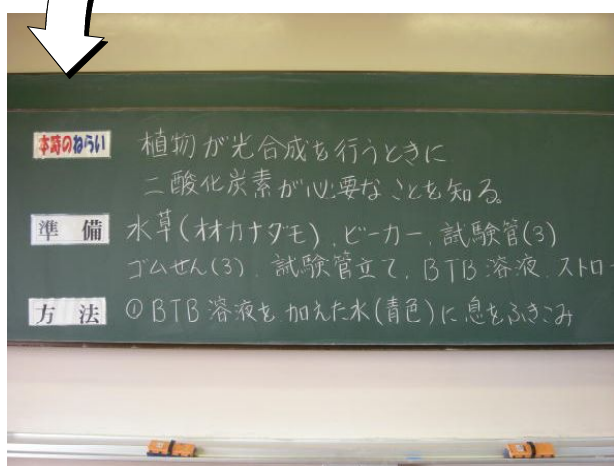 本時のねらい 植物が光合成を行うときに
二酸化炭素が必要なことを知る。
準備 水草(オオカナダモ)、ビーカー、試験管(3)
ゴムせん(3)、試験管立て、BTB溶液、ストロー
方法 ①BTB溶液を加えた水(青色)に息をふきこみ